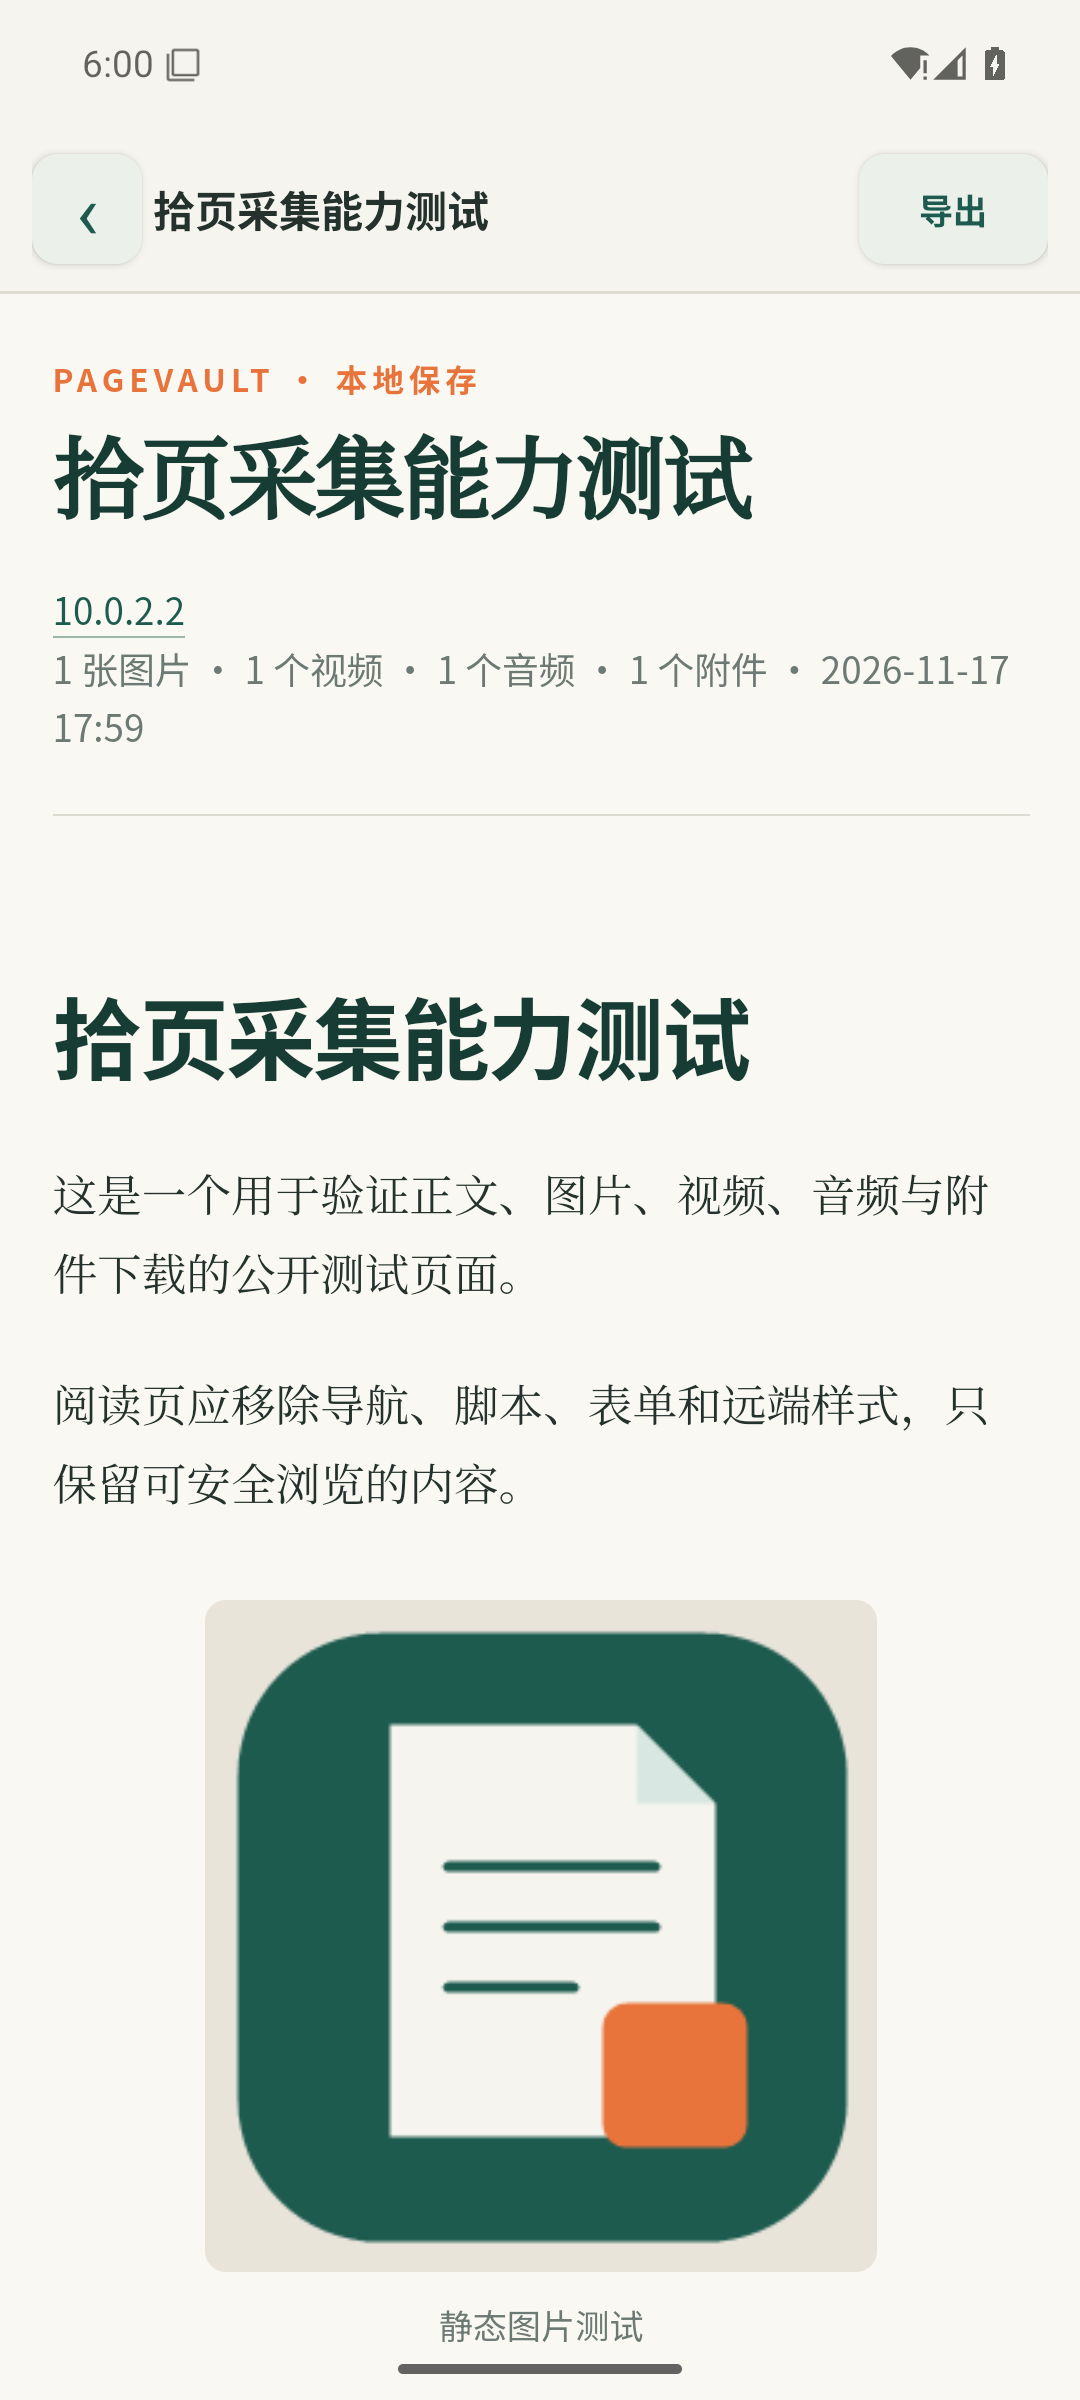 6:00
‹ 拾页采集能力测试 导出
PAGEVAULT · 本地保存
拾页采集能力测试
10.0.2.2
1 张图片 · 1 个视频 · 1 个音频 · 1 个附件 · 2026-11-17
17:59
拾页采集能力测试
这是一个用于验证正文、图片、视频、音频与附
件下载的公开测试页面。
阅读页应移除导航、脚本、表单和远端样式，只
保留可安全浏览的内容。
静态图片测试